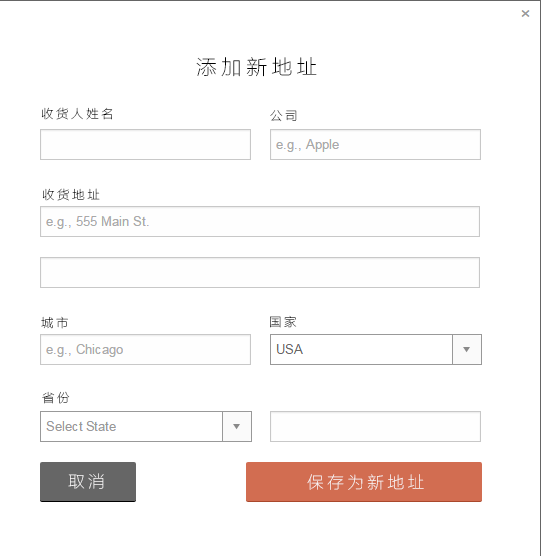 ×
添加新地址
收货人姓名 公司
e.g., Apple
收货地址
e.g., 555 Main St.
城市 国家
e.g., Chicago USA
省份
Select State
取消 保存为新地址